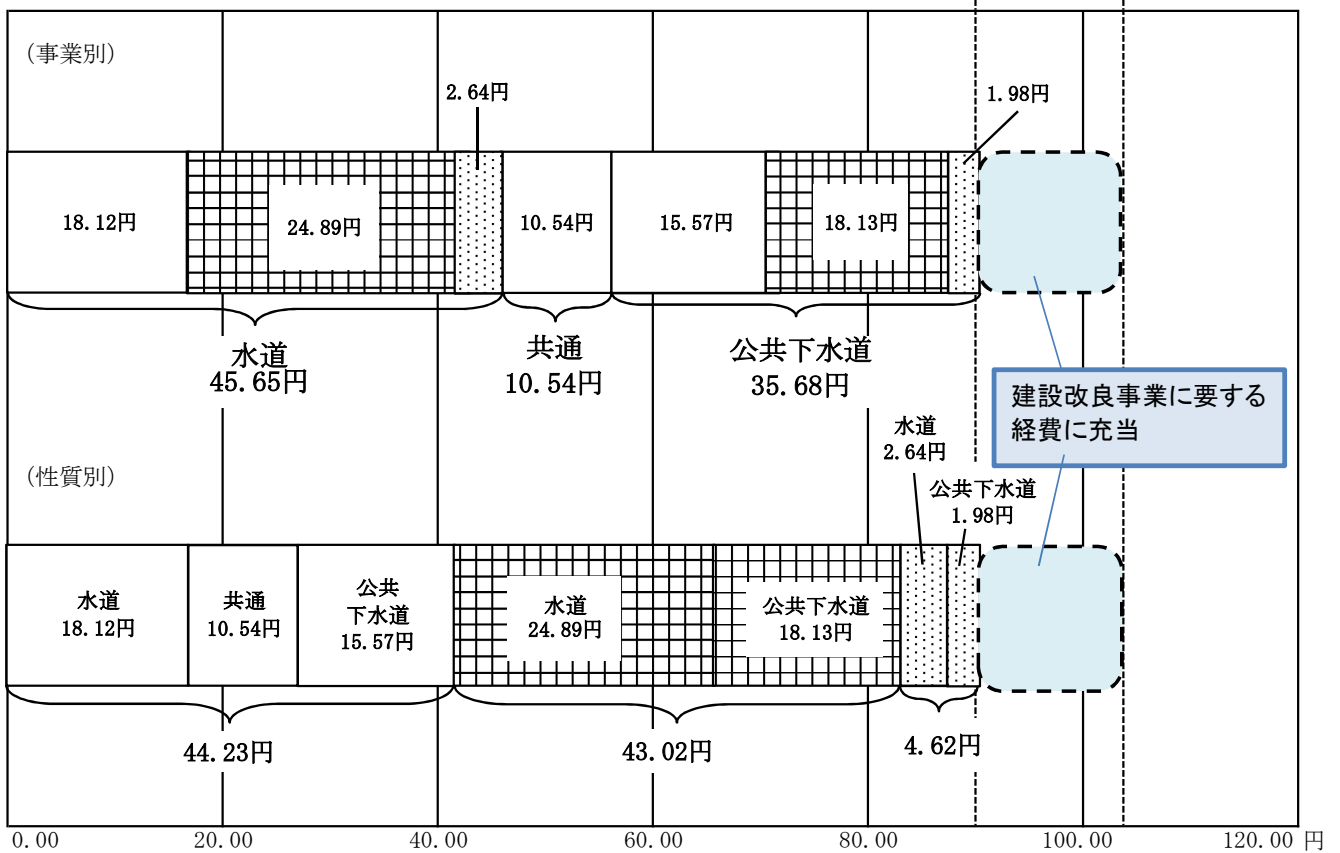 (事業別)
2.64円
1.98円
18.12円
24.89円
10.54円
15.57円
18.13円
水道
45.65円
共通
10.54円
公共下水道
35.68円
建設改良事業に要する
経費に充当
(性質別)
水道
2.64円
公共下水道
1.98円
水道
18.12円
共通
10.54円
公共
下水道
15.57円
水道
24.89円
公共下水道
18.13円
44.23円
43.02円
4.62円
0.00 20.00 40.00 60.00 80.00 100.00 120.00 円